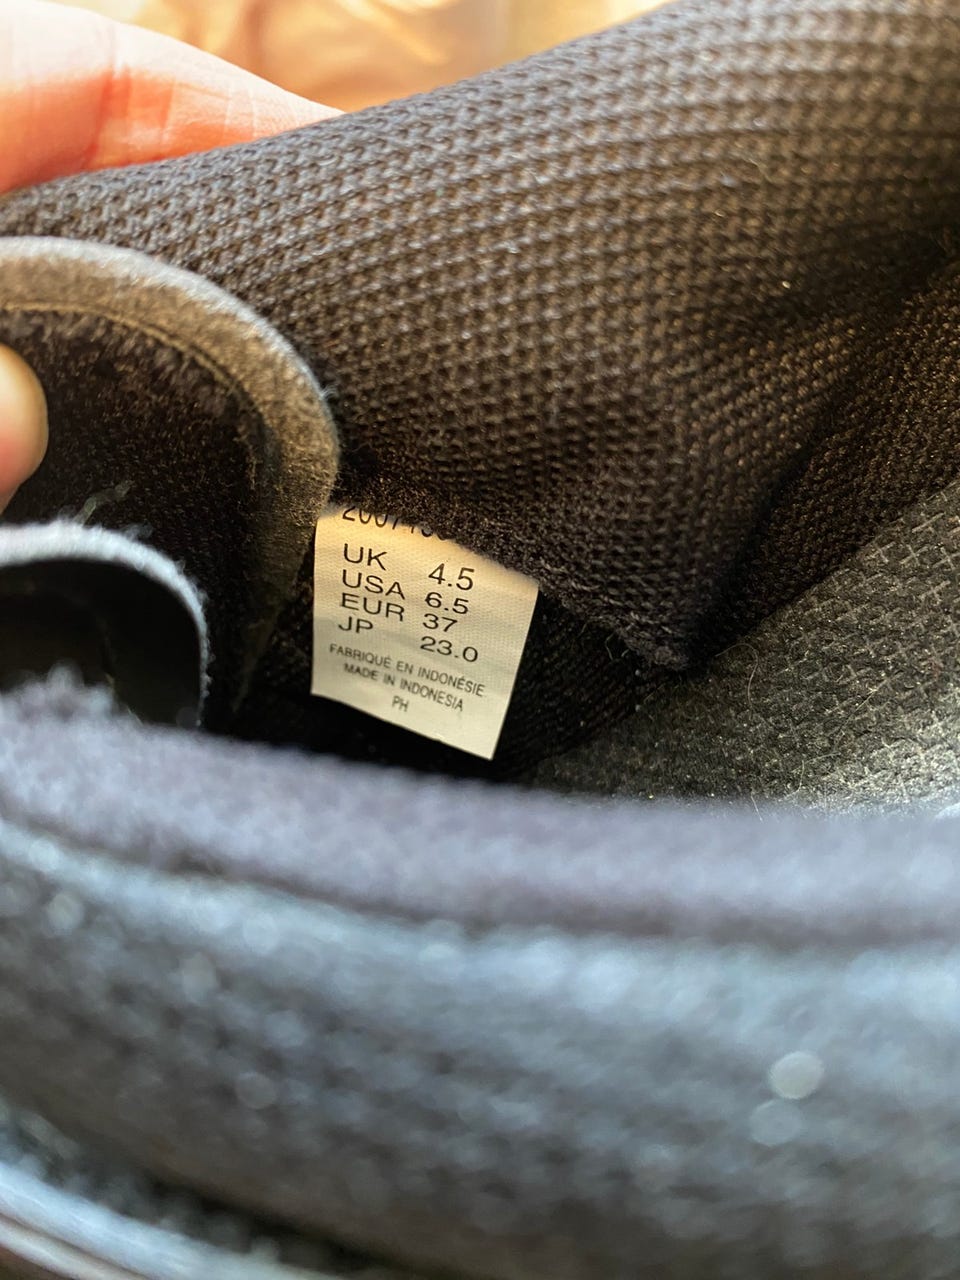 UK 4.5
USA 6.5
EUR 37
JP 23.0
FABRIQUÉ EN INDONÉSIE
MADE IN INDONESIA
PH